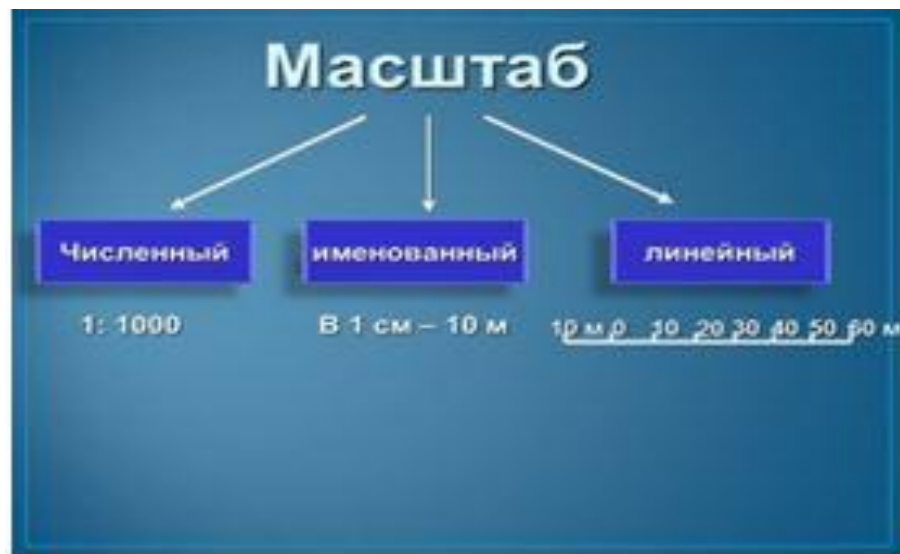 Масштаб
Численный
именованный
линейный
1: 1000
В 1 см – 10 м
10 м 0 10 20 30 40 50 60 м